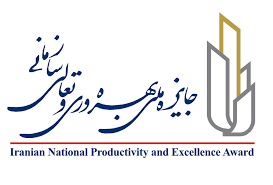 جایزه ملی بهره وری و تعالی سازمانی
Iranian National Productivity and Excellence Award